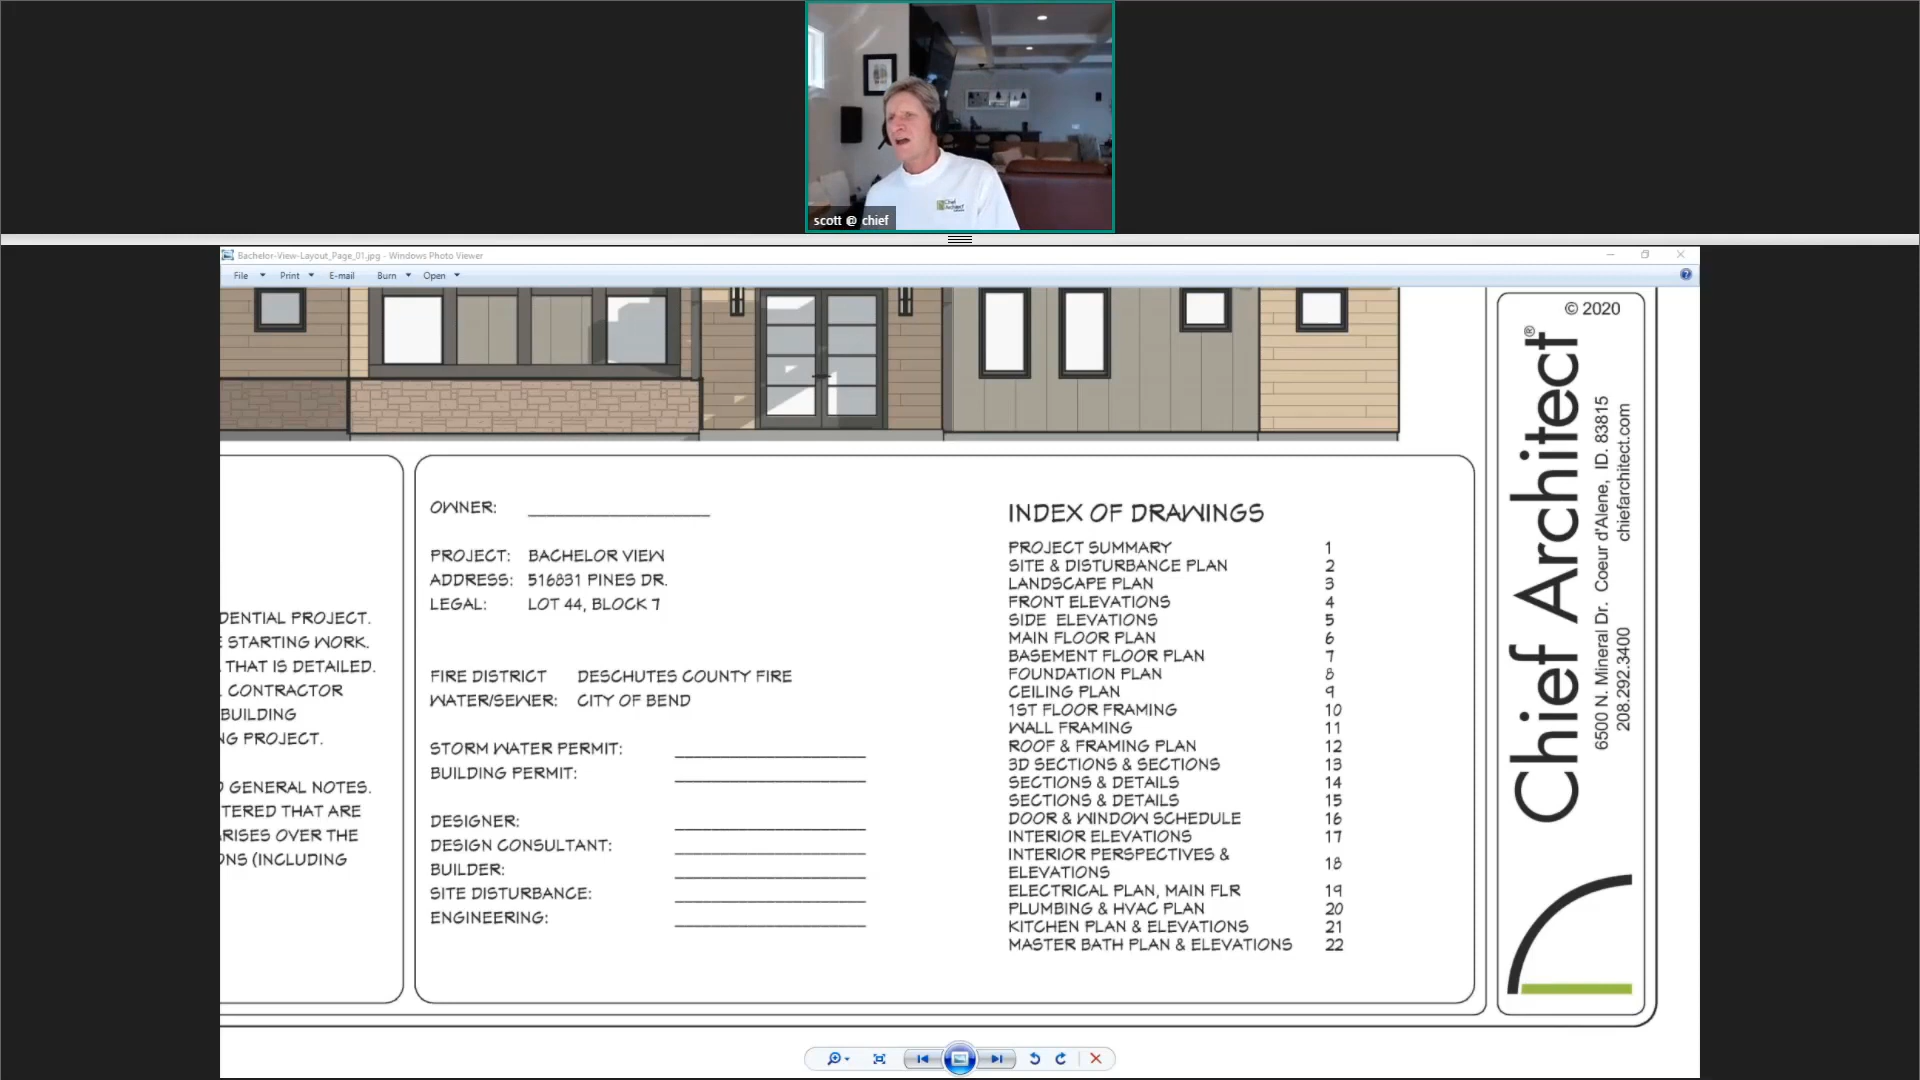 scott @ chief
Chief
Architect
Bachelor-View-Layout_Page_01.jpg - Windows Photo Viewer
File Print E-mail Burn Open
DENTIAL PROJECT.
STARTING WORK.
THAT IS DETAILED.
CONTRACTOR
BUILDING
NG PROJECT.
GENERAL NOTES.
TERED THAT ARE
ARISES OVER THE
ONS (INCLUDING
OWNER:
PROJECT: BACHELOR VIEW
ADDRESS: 516831 PINES DR.
LEGAL: LOT 44, BLOCK 7
FIRE DISTRICT DESCHUTES COUNTY FIRE
WATER/SEWER: CITY OF BEND
STORM WATER PERMIT:
BUILDING PERMIT:
DESIGNER:
DESIGN CONSULTANT:
BUILDER:
SITE DISTURBANCE:
ENGINEERING:
INDEX OF DRAWINGS
PROJECT SUMMARY 1
SITE & DISTURBANCE PLAN 2
LANDSCAPE PLAN 3
FRONT ELEVATIONS 4
SIDE ELEVATIONS 5
MAIN FLOOR PLAN 6
BASEMENT FLOOR PLAN 7
FOUNDATION PLAN 8
CEILING PLAN 9
1ST FLOOR FRAMING 10
WALL FRAMING 11
ROOF & FRAMING PLAN 12
3D SECTIONS & SECTIONS 13
SECTIONS & DETAILS 14
SECTIONS & DETAILS 15
DOOR & WINDOW SCHEDULE 16
INTERIOR ELEVATIONS 17
INTERIOR PERSPECTIVES &
ELEVATIONS 18
ELECTRICAL PLAN, MAIN FLR 19
PLUMBING & HVAC PLAN 20
KITCHEN PLAN & ELEVATIONS 21
MASTER BATH PLAN & ELEVATIONS 22
© 2020
Chief Architect®
6500 N. Mineral Dr. Coeur d'Alene, ID. 83815
208.292.3400 chiefarchitect.com